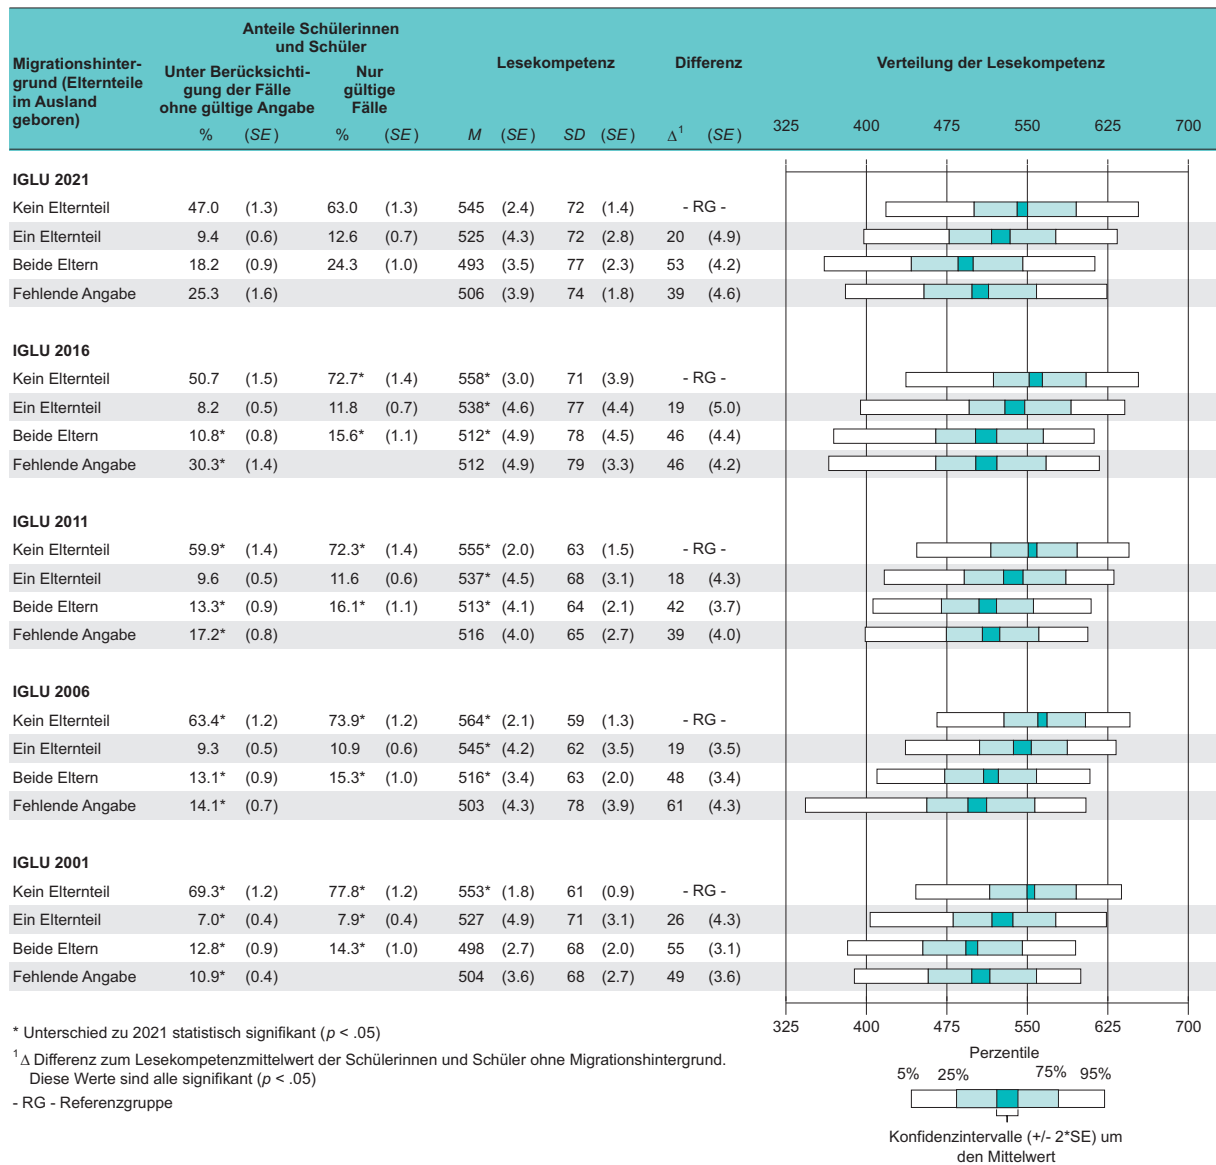 Migrationshinter-
grund (Elternteile
im Ausland
geboren)
Anteile Schülerinnen
und Schüler
Unter Berücksichti-
gung der Fälle
ohne gültige Angabe
Nur
gültige
Fälle
Lesekompetenz
Differenz
Verteilung der Lesekompetenz
% (SE) % (SE) M (SE) SD (SE) Δ¹ (SE)
325 400 475 550 625 700
IGLU 2021
Kein Elternteil 47.0 (1.3) 63.0 (1.3) 545 (2.4) 72 (1.4) - RG -
Ein Elternteil 9.4 (0.6) 12.6 (0.7) 525 (4.3) 72 (2.8) 20 (4.9)
Beide Eltern 18.2 (0.9) 24.3 (1.0) 493 (3.5) 77 (2.3) 53 (4.2)
Fehlende Angabe 25.3 (1.6) 506 (3.9) 74 (1.8) 39 (4.6)
IGLU 2016
Kein Elternteil 50.7 (1.5) 72.7* (1.4) 558* (3.0) 71 (3.9) - RG -
Ein Elternteil 8.2 (0.5) 11.8 (0.7) 538* (4.6) 77 (4.4) 19 (5.0)
Beide Eltern 10.8* (0.8) 15.6* (1.1) 512* (4.9) 78 (4.5) 46 (4.4)
Fehlende Angabe 30.3* (1.4) 512 (4.9) 79 (3.3) 46 (4.2)
IGLU 2011
Kein Elternteil 59.9* (1.4) 72.3* (1.4) 555* (2.0) 63 (1.5) - RG -
Ein Elternteil 9.6 (0.5) 11.6 (0.6) 537* (4.5) 68 (3.1) 18 (4.3)
Beide Eltern 13.3* (0.9) 16.1* (1.1) 513* (4.1) 64 (2.1) 42 (3.7)
Fehlende Angabe 17.2* (0.8) 516 (4.0) 65 (2.7) 39 (4.0)
IGLU 2006
Kein Elternteil 63.4* (1.2) 73.9* (1.2) 564* (2.1) 59 (1.3) - RG -
Ein Elternteil 9.3 (0.5) 10.9 (0.6) 545* (4.2) 62 (3.5) 19 (3.5)
Beide Eltern 13.1* (0.9) 15.3* (1.0) 516* (3.4) 63 (2.0) 48 (3.4)
Fehlende Angabe 14.1* (0.7) 503 (4.3) 78 (3.9) 61 (4.3)
IGLU 2001
Kein Elternteil 69.3* (1.2) 77.8* (1.2) 553* (1.8) 61 (0.9) - RG -
Ein Elternteil 7.0* (0.4) 7.9* (0.4) 527 (4.9) 71 (3.1) 26 (4.3)
Beide Eltern 12.8* (0.9) 14.3* (1.0) 498 (2.7) 68 (2.0) 55 (3.1)
Fehlende Angabe 10.9* (0.4) 504 (3.6) 68 (2.7) 49 (3.6)
325 400 475 550 625 700
* Unterschied zu 2021 statistisch signifikant (p < .05)
¹ Δ Differenz zum Lesekompetenzmittelwert der Schülerinnen und Schüler ohne Migrationshintergrund.
Diese Werte sind alle signifikant (p < .05)
- RG - Referenzgruppe
Perzentile
5% 25% 75% 95%
Konfidenzintervalle (+/- 2*SE) um
den Mittelwert